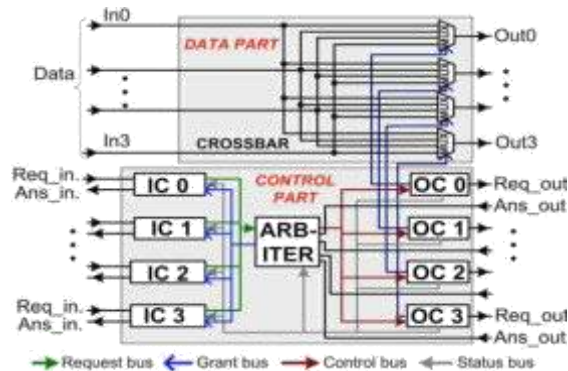 In0
DATA PART
Out0
Data
In3
CROSSBAR
Out3
Req_in.
Ans_in.
IC 0
CONTROL
PART
OC 0
Req_out
Ans_out
IC 1
ARB-
ITER
OC 1
IC 2
OC 2
Req_in.
Ans_in.
IC 3
OC 3
Req_out
Ans_out
Request bus
Grant bus
Control bus
Status bus